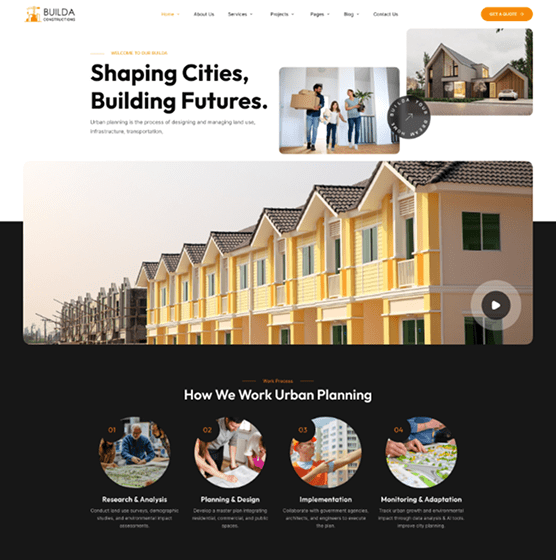 BUILDA
CONSTRUCTIONS
Home
About Us
Services
Projects
Pages
Blog
Contact Us
GET A QUOTE
WELCOME TO OUR BUILDA
Shaping Cities,
Building Futures.
Urban planning is the process of designing and managing land use,
infrastructure, transportation,
BUILDA YOUR DREAM HOME
Work Process
How We Work Urban Planning
01
02
03
04
Research & Analysis
Conduct land use surveys, demographic
studies, and environmental impact
assessments.
Planning & Design
Develop a master plan integrating
residential, commercial, and public
spaces.
Implementation
Collaborate with government agencies,
architects, and engineers to execute
the plan.
Monitoring & Adaptation
Track urban growth and environmental
impact through data analysis & AI tools.
improve city planning.